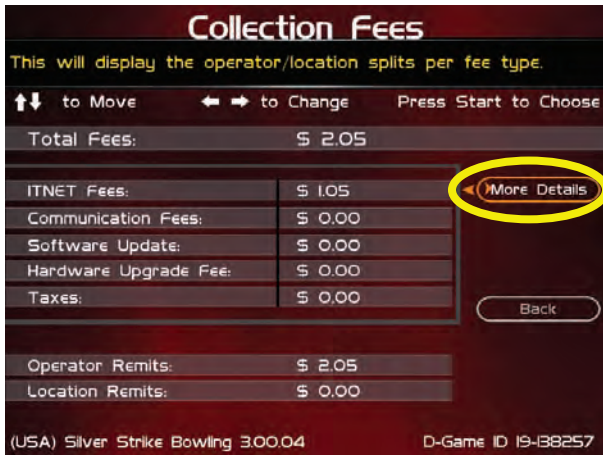 Collection Fees
This will display the operator/location splits per fee type.
to Move to Change Press Start to Choose
Total Fees: $ 2.05
ITNET Fees: $ 1.05 More Details
Communication Fees: $ 0.00
Software Update: $ 0.00
Hardware Upgrade Fee: $ 0.00
Taxes: $ 0.00
Back
Operator Remits: $ 2.05
Location Remits: $ 0.00
(USA) Silver Strike Bowling 3.00.04 D-Game ID 19-138257